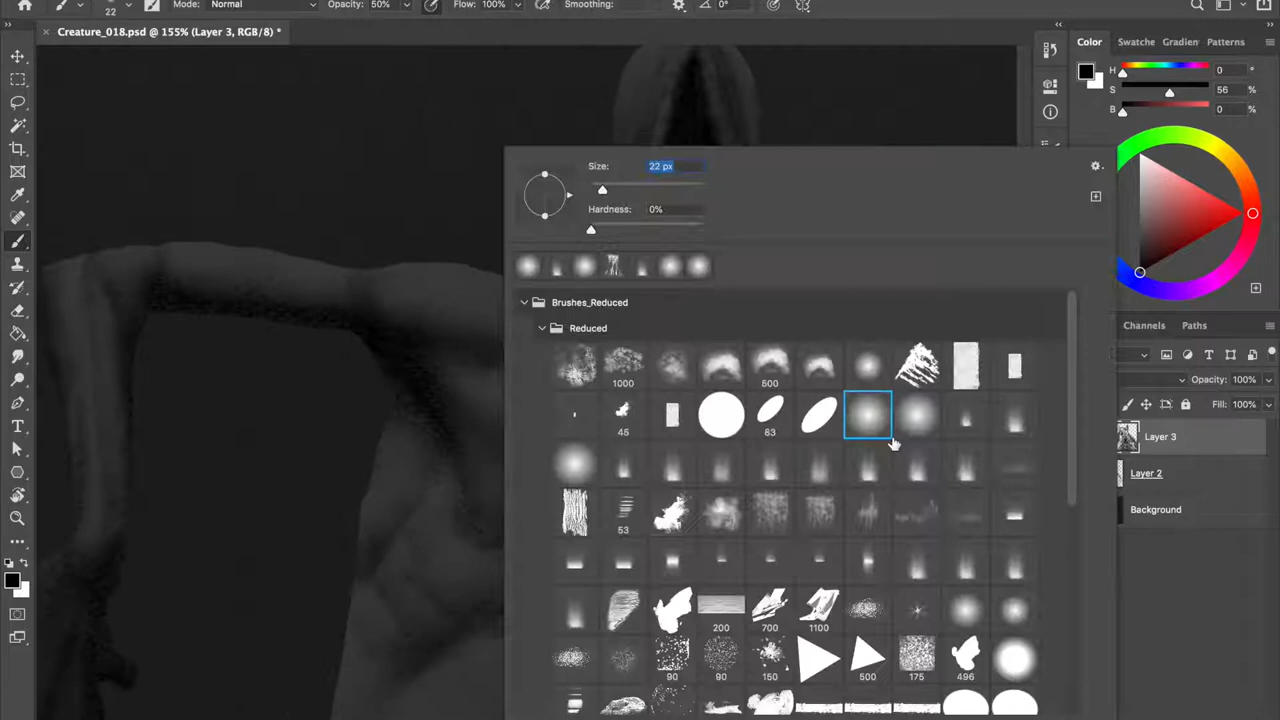 22
Mode: Normal
Opacity: 50%
Flow: 100%
Smoothing:
0°
× Creature_018.psd @ 155% (Layer 3, RGB/8) *
Color
Swatche
Gradien
Patterns
H 0 °
S 56 %
B 0 %
Size: 22 px
Hardness: 0%
Brushes_Reduced
Reduced
1000
500
45
83
53
200
700
1100
90
90
150
500
175
496
Channels
Paths
Opacity: 100%
Fill: 100%
Layer 3
Layer 2
Background
T